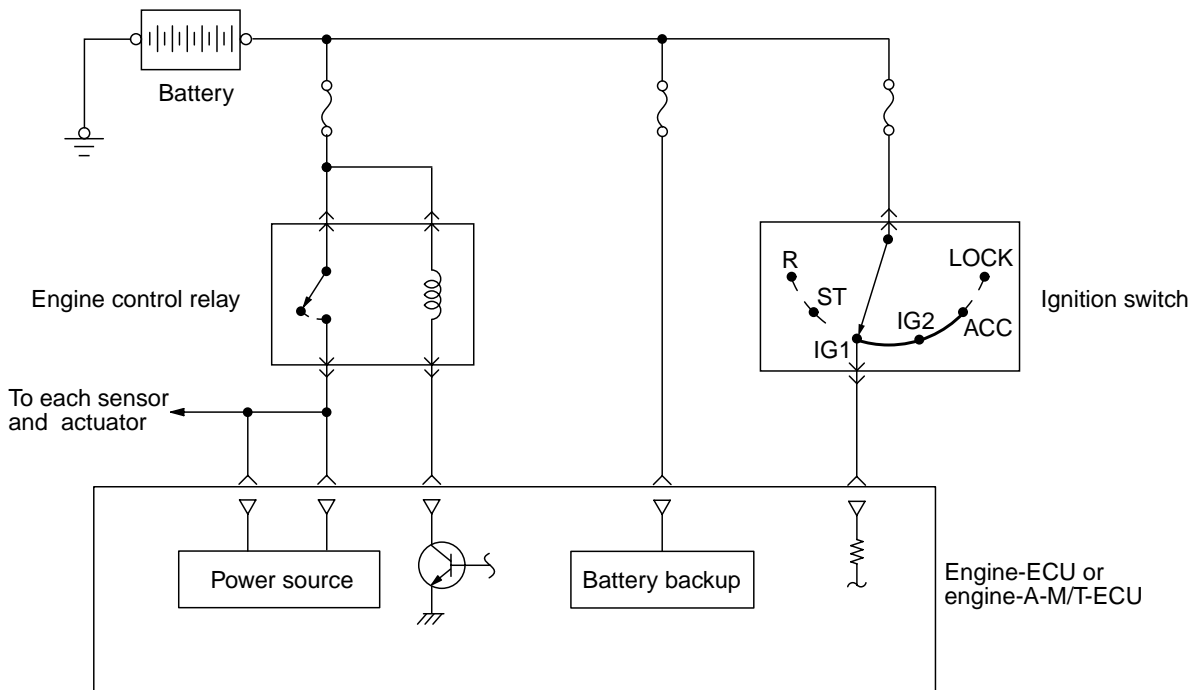 Battery
R
LOCK
ST
Engine control relay
Ignition switch
IG2
ACC
IG1
To each sensor
and actuator
Power source
Battery backup
Engine-ECU or
engine-A-M/T-ECU